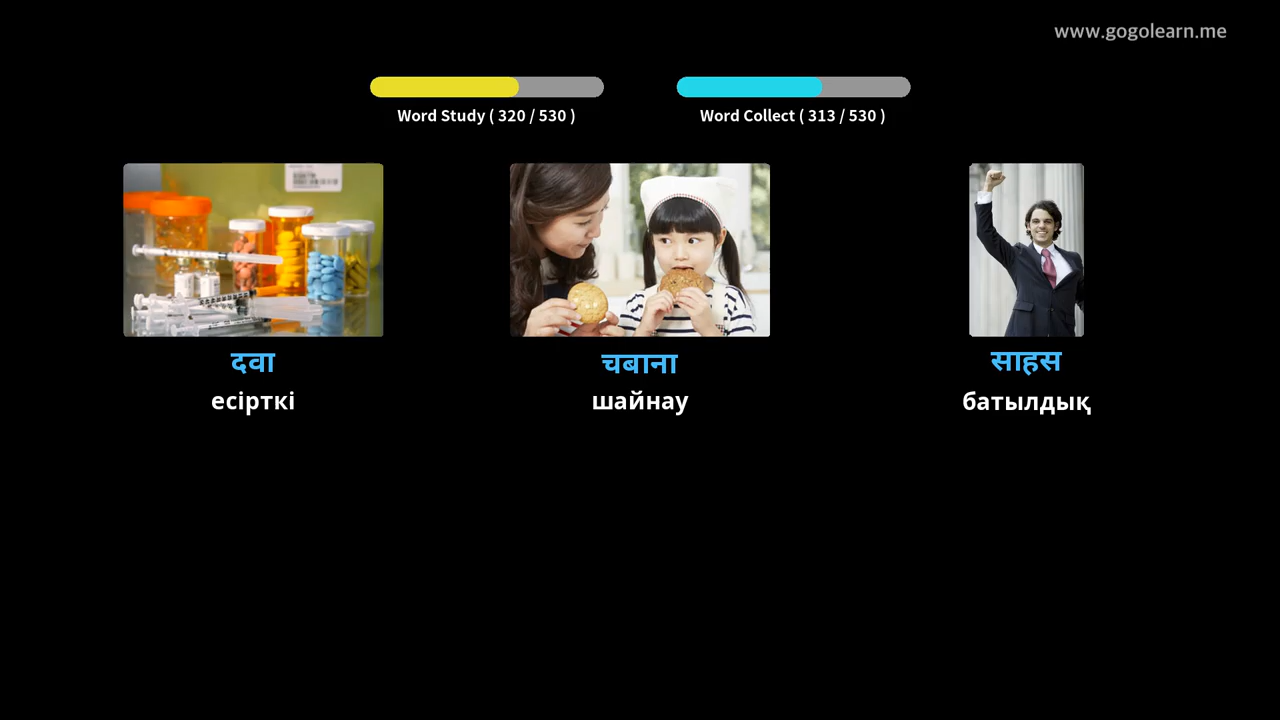 www.gogolearn.me
Word Study ( 320 / 530 )
Word Collect ( 313 / 530 )
दवा
есірткі
चबाना
шайнау
साहस
батылдық